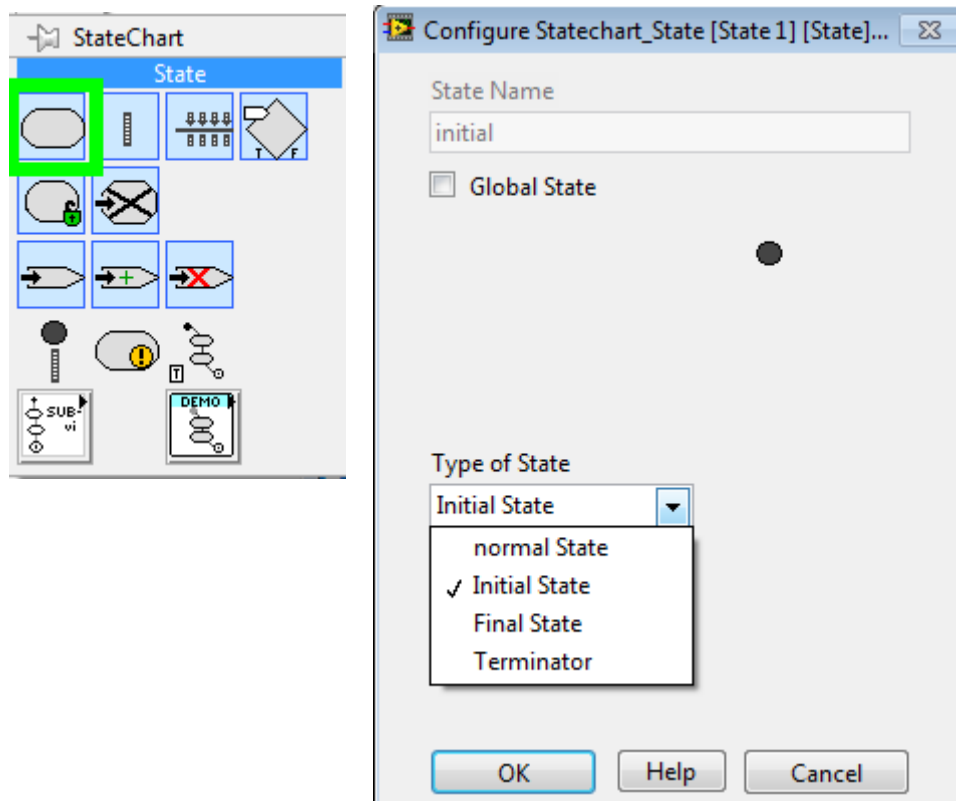 StateChart
State
T F
T
SUB-
vi
DEMO
Configure Statechart_State [State 1] [State]...
State Name
initial
Global State
Type of State
Initial State
normal State
Initial State
Final State
Terminator
OK Help Cancel